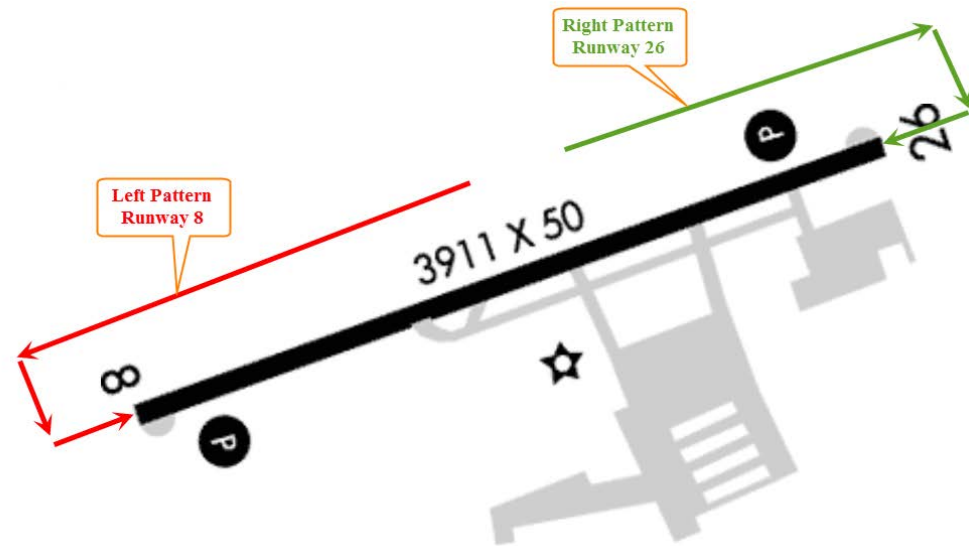 Right Pattern
Runway 26
P
26
Left Pattern
Runway 8
3911 X 50
8
P